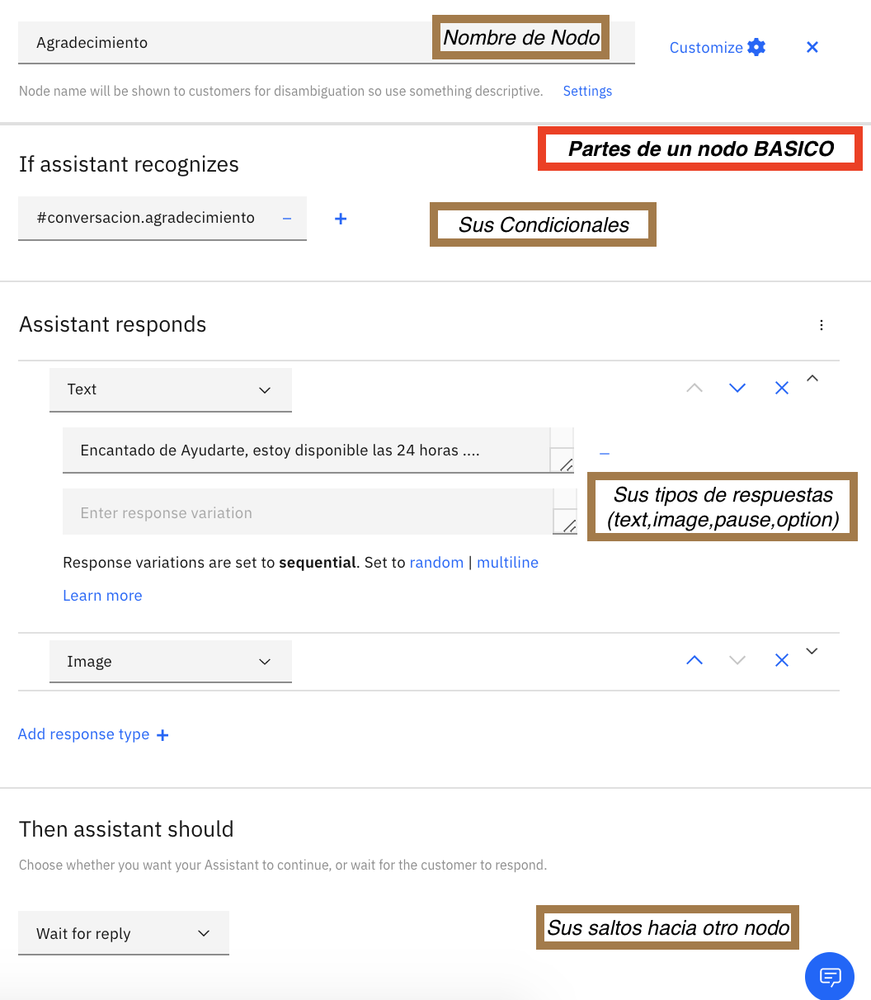 Agradecimiento
Nombre de Nodo
Customize
Node name will be shown to customers for disambiguation so use something descriptive. Settings
Partes de un nodo BASICO
If assistant recognizes
#conversacion.agradecimiento
Sus Condicionales
Assistant responds
Text
Encantado de Ayudarte, estoy disponible las 24 horas ....
Enter response variation
Sus tipos de respuestas
(text,image,pause,option)
Response variations are set to sequential. Set to random | multiline
Learn more
Image
Add response type +
Then assistant should
Choose whether you want your Assistant to continue, or wait for the customer to respond.
Wait for reply
Sus saltos hacia otro nodo